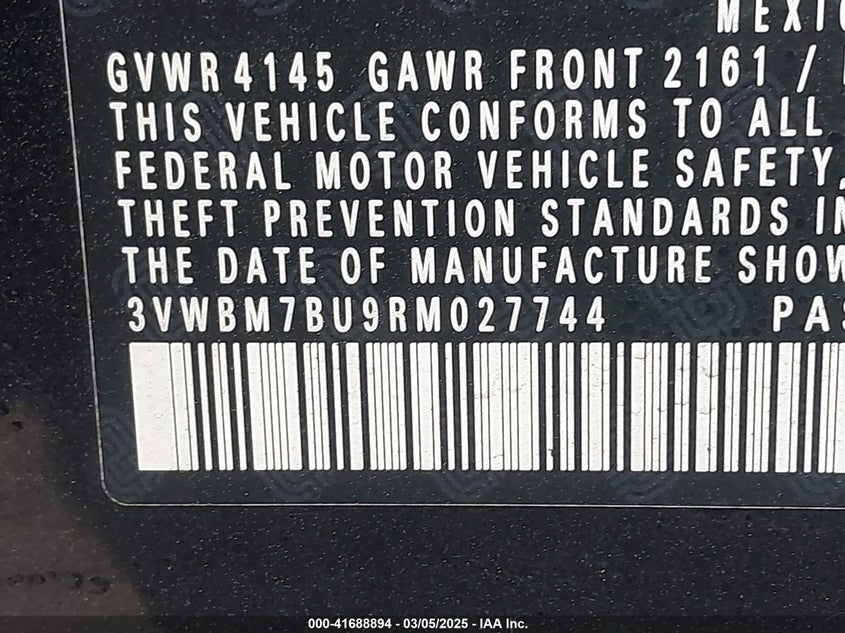 MEXIC
GVWR 4145 GAWR FRONT 2161 /
THIS VEHICLE CONFORMS TO ALL
FEDERAL MOTOR VEHICLE SAFETY,
THEFT PREVENTION STANDARDS IN
THE DATE OF MANUFACTURE SHOW
3VWBM7BU9RM027744 PAS
000-41688894 — 03/05/2025 — IAA Inc.